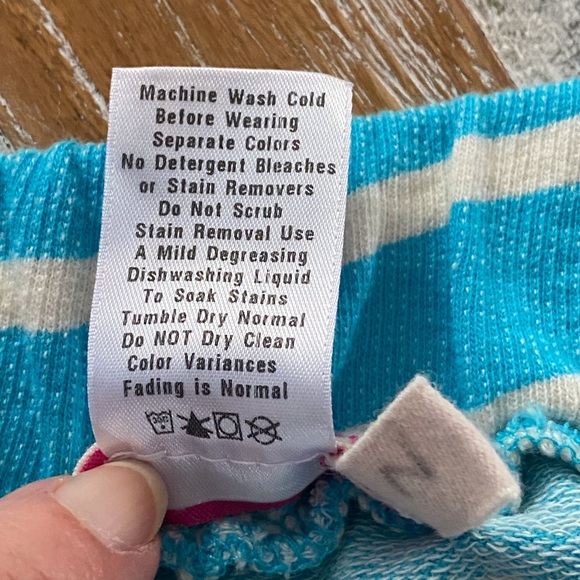 Machine Wash Cold
Before Wearing
Separate Colors
No Detergent Bleaches
or Stain Removers
Do Not Scrub
Stain Removal Use
A Mild Degreasing
Dishwashing Liquid
To Soak Stains
Tumble Dry Normal
Do NOT Dry Clean
Color Variances
Fading is Normal